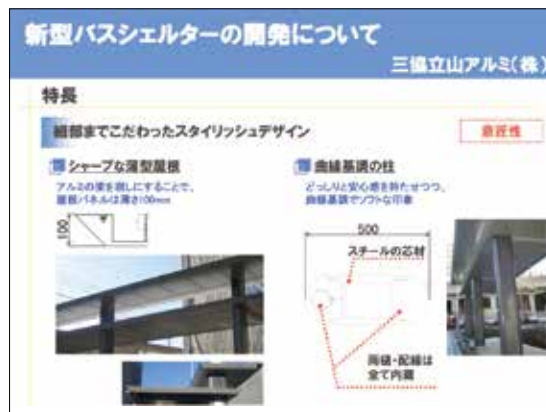 新型バスシェルターの開発について
三協立山アルミ(株)
特長
細部までこだわったスタイリッシュデザイン
意匠性
シャープな薄型屋根
アルミの梁を現しにすることで、
屋根パネルは薄さ100mm
100
曲線基調の柱
どっしりと安心感を持たせつつ、
曲線基調でソフトな印象
500
スチールの芯材
雨樋・配線は
全て内蔵